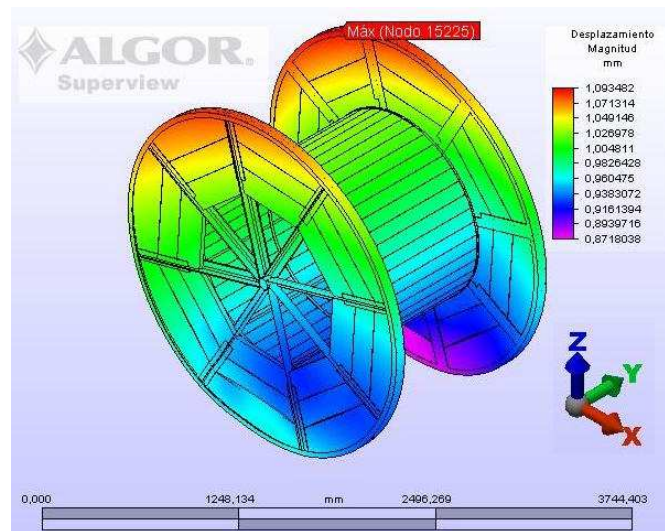 ALGOR®
Superview
Máx (Nodo 15225)
Desplazamiento
Magnitud
mm
1,093482
1,071314
1,049146
1,026978
1,004811
0,9826428
0,960475
0,9383072
0,9161394
0,8939716
0,8718038
Z
Y
X
0,000
1248,134
mm
2496,269
3744,403